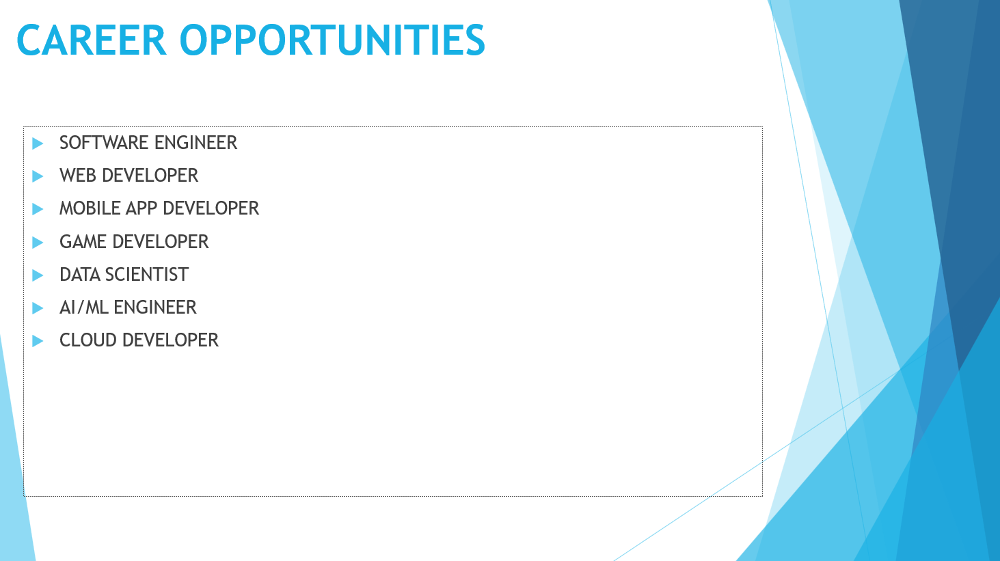 CAREER OPPORTUNITIES
SOFTWARE ENGINEER
WEB DEVELOPER
MOBILE APP DEVELOPER
GAME DEVELOPER
DATA SCIENTIST
AI/ML ENGINEER
CLOUD DEVELOPER